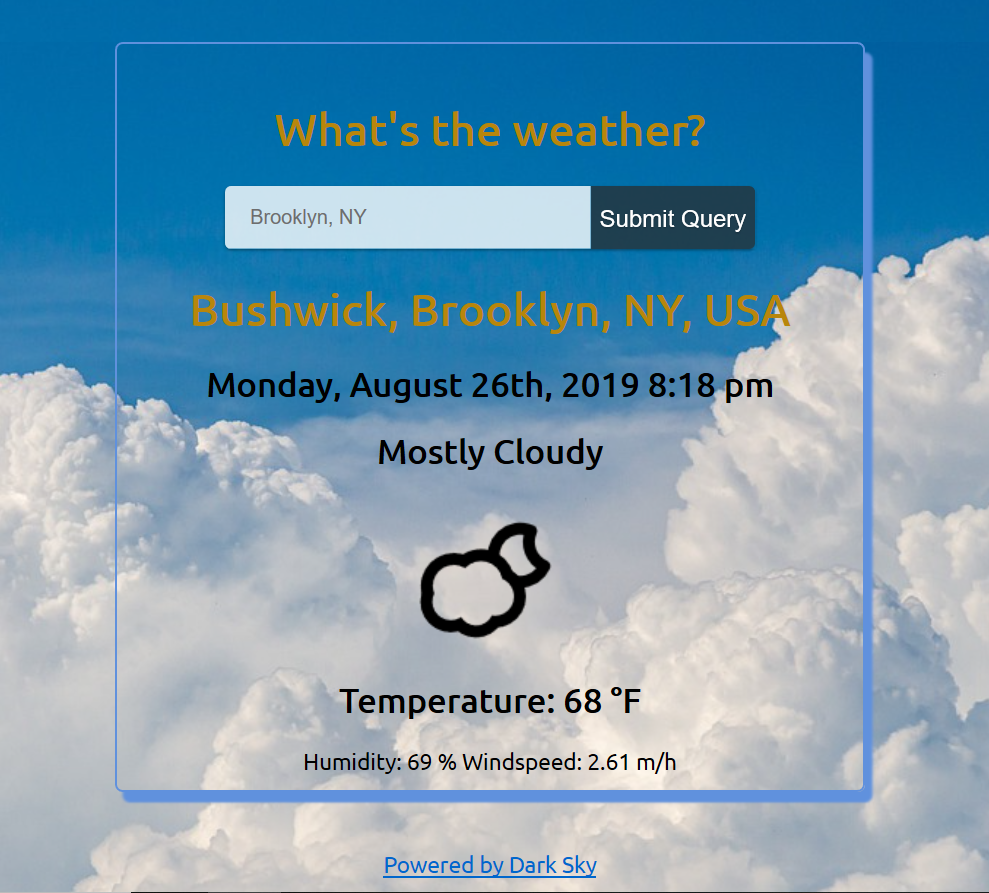 What's the weather?
Brooklyn, NY
Submit Query
Bushwick, Brooklyn, NY, USA
Monday, August 26th, 2019 8:18 pm
Mostly Cloudy
Temperature: 68 °F
Humidity: 69 % Windspeed: 2.61 m/h
Powered by Dark Sky